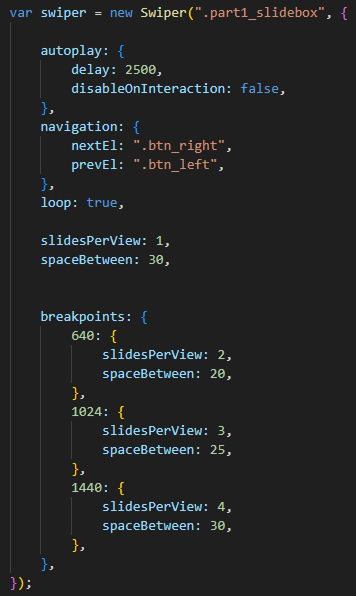 var swiper = new Swiper(".part1_slidebox", {
    autoplay: {
        delay: 2500,
        disableOnInteraction: false,
    },
    navigation: {
        nextEl: ".btn_right",
        prevEl: ".btn_left",
    },
    loop: true,
    slidesPerView: 1,
    spaceBetween: 30,
    breakpoints: {
        640: {
            slidesPerView: 2,
            spaceBetween: 20,
        },
        1024: {
            slidesPerView: 3,
            spaceBetween: 25,
        },
        1440: {
            slidesPerView: 4,
            spaceBetween: 30,
        },
    },
});